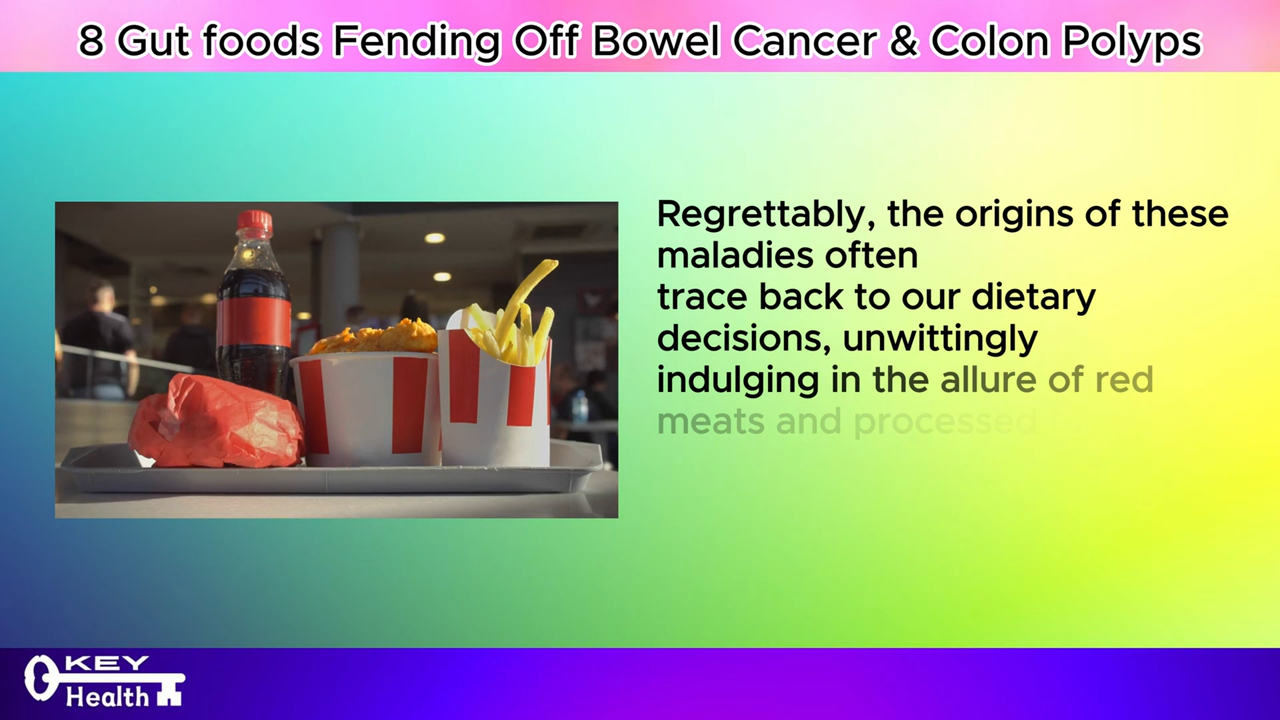 8 Gut foods Fending Off Bowel Cancer & Colon Polyps
Regrettably, the origins of these
maladies often
trace back to our dietary
decisions, unwittingly
indulging in the allure of red
meats and processed
KEY
Health